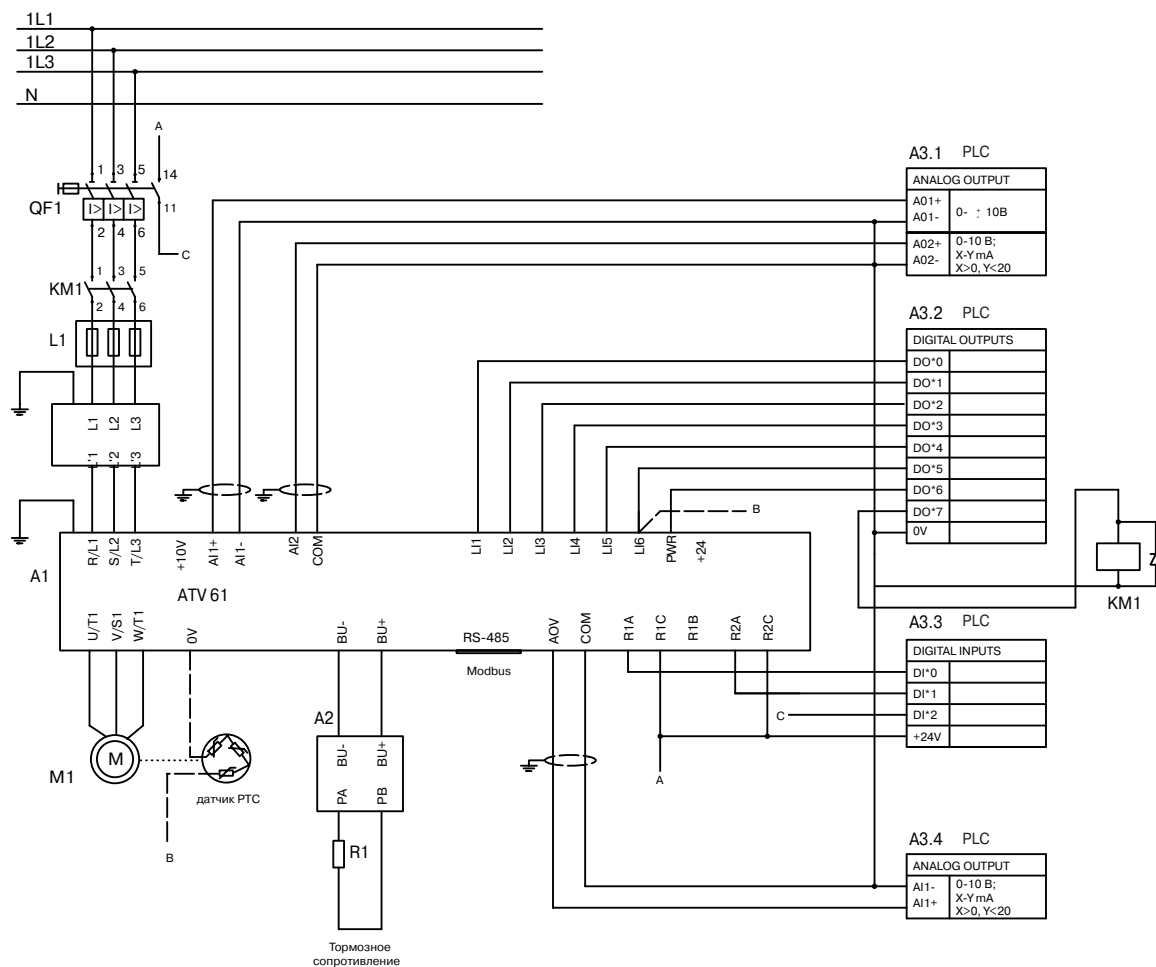 1L1
1L2
1L3
N
A
1 3 5 14
QF1
I> I> I>
11
2 4 6
C
1 3 5
KM1
2 4 6
L1
L1 L2 L3
L'1 L'2 L'3
A3.1 PLC
ANALOG OUTPUT
A01+
A01-
0- ± 10В
A02+
A02-
0-10 В;
X-Y mA
X>0, Y<20
A3.2 PLC
DIGITAL OUTPUTS
DO*0
DO*1
DO*2
DO*3
DO*4
DO*5
DO*6
DO*7
0V
B
KM1
A1
R/L1 S/L2 T/L3 +10V AI1+ AI1- AI2 COM LI1 LI2 LI3 LI4 LI5 LI6 PWR +24
ATV 61
U/T1 V/S1 W/T1 0V BU- BU+ RS-485 AOV COM R1A R1C R1B R2A R2C
Modbus
A3.3 PLC
DIGITAL INPUTS
DI*0
DI*1
C DI*2
+24V
A
M1
M
датчик PTC
B
A2
BU- BU+
PA PB
R1
Тормозное
сопротивление
A3.4 PLC
ANALOG OUTPUT
AI1-
AI1+
0-10 В;
X-Y mA
X>0, Y<20